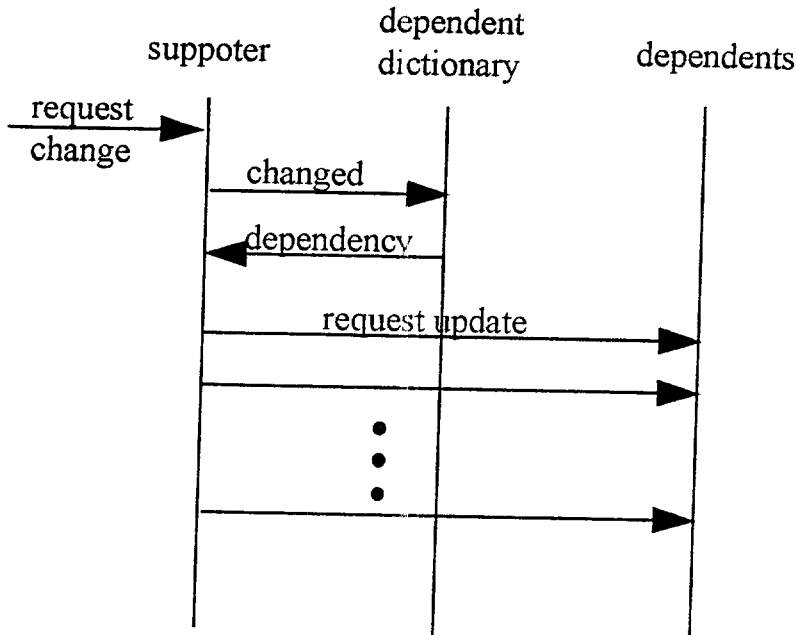 suppoter
dependent
dictionary
dependents
request
change
changed
dependency
request update